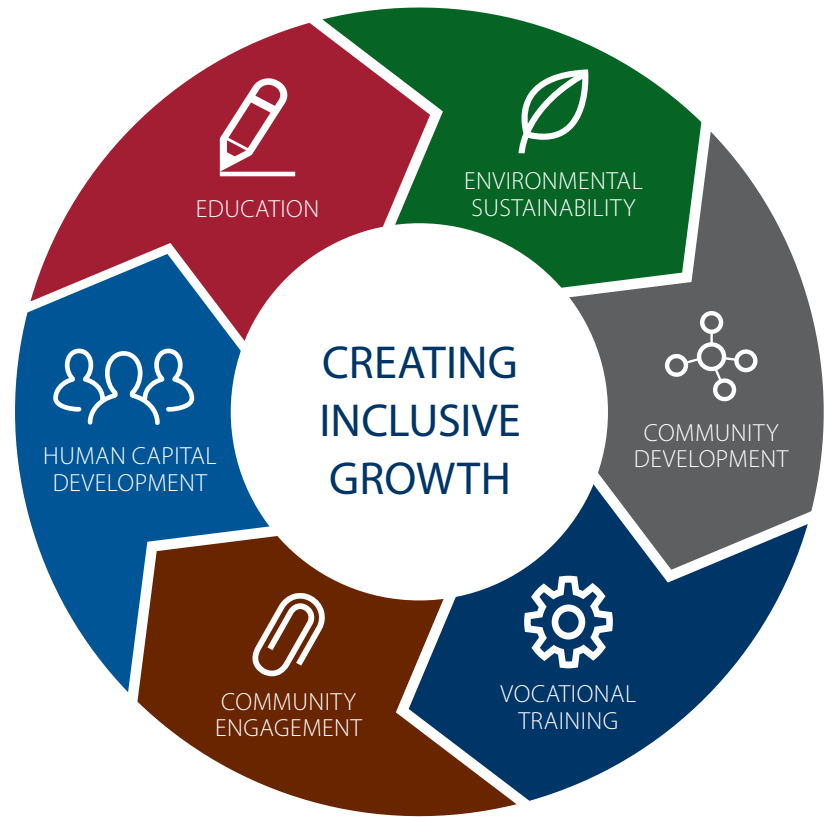 EDUCATION
ENVIRONMENTAL
SUSTAINABILITY
COMMUNITY
DEVELOPMENT
VOCATIONAL
TRAINING
COMMUNITY
ENGAGEMENT
HUMAN CAPITAL
DEVELOPMENT
CREATING
INCLUSIVE
GROWTH